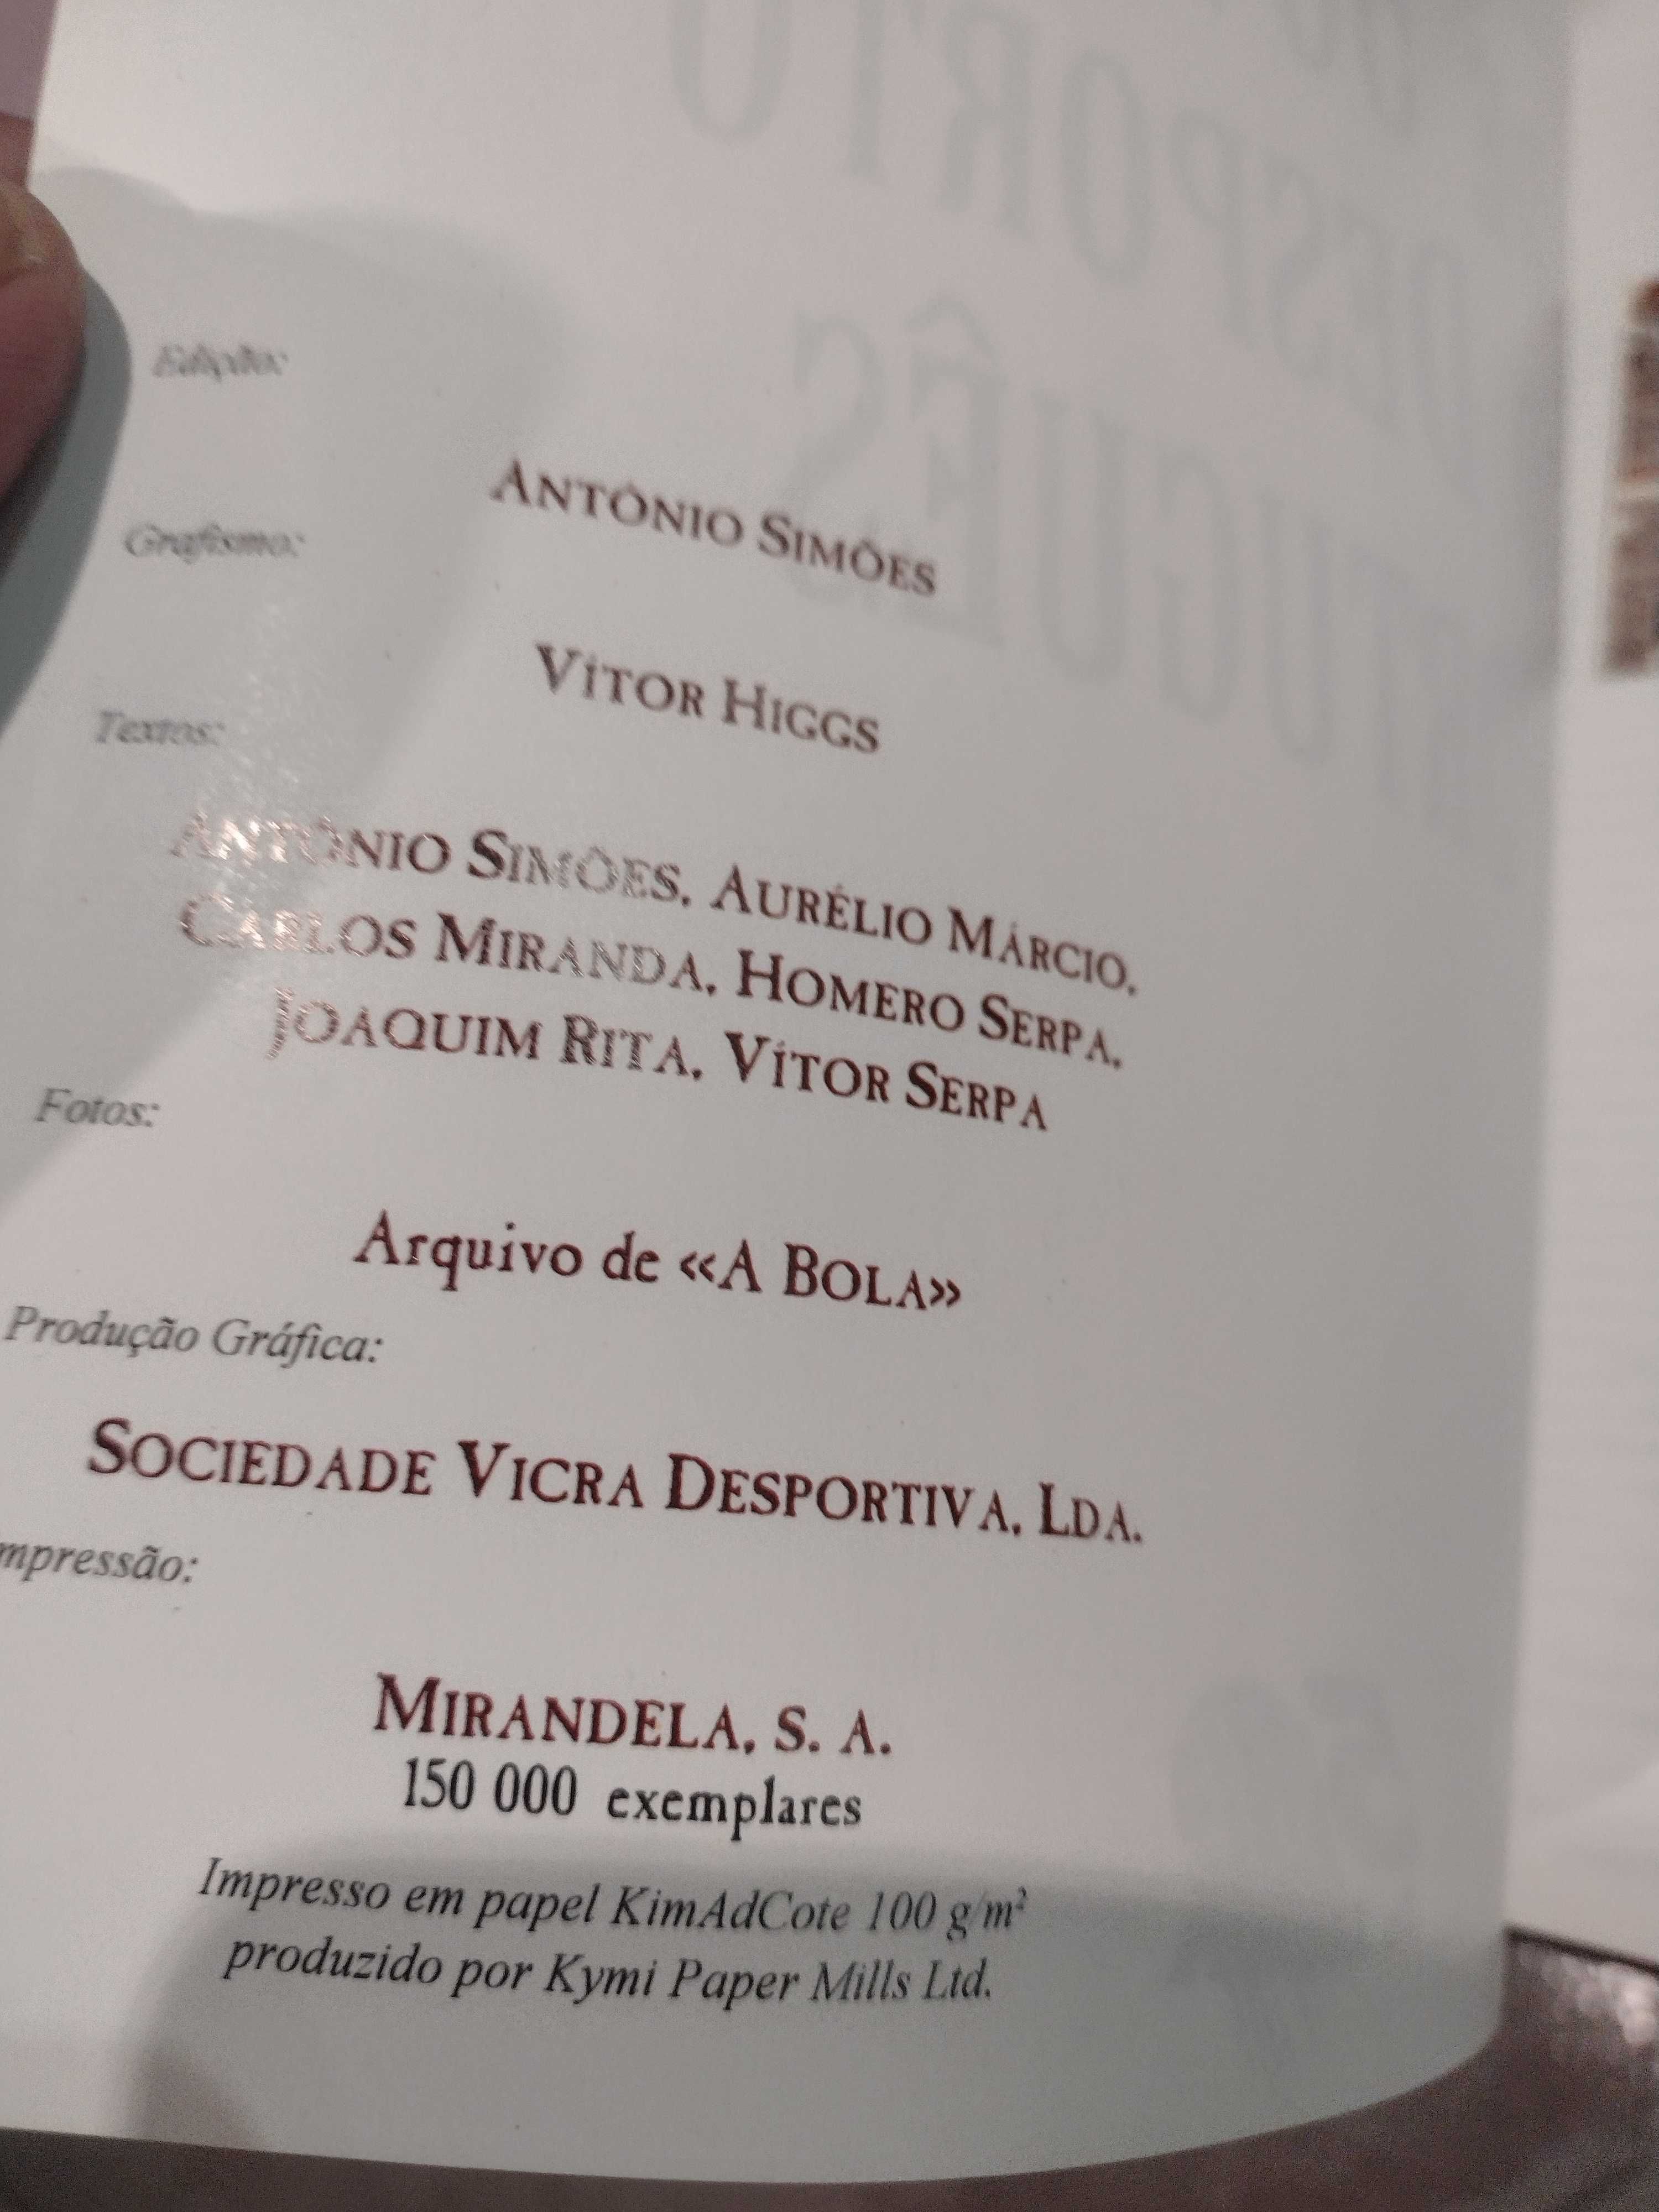 Edição:
ANTÓNIO SIMÕES
Grafismo:
VÍTOR HIGGS
Textos:
ANTÓNIO SIMÕES, AURÉLIO MÁRCIO,
CARLOS MIRANDA, HOMERO SERPA,
JOAQUIM RITA, VÍTOR SERPA
Fotos:
Arquivo de «A BOLA»
Produção Gráfica:
SOCIEDADE VICRA DESPORTIVA, LDA.
mpressão:
MIRANDELA, S. A.
150 000 exemplares
Impresso em papel KimAdCote 100 g/m²
produzido por Kymi Paper Mills Ltd.